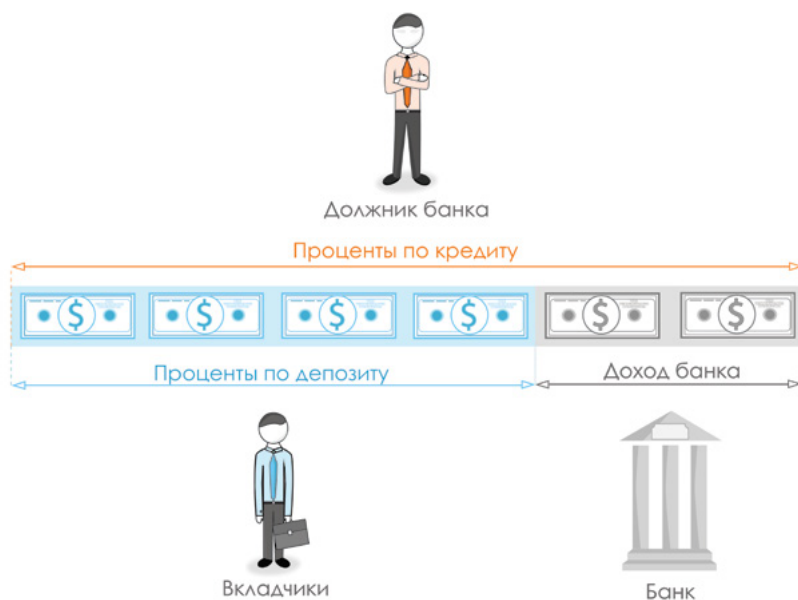 Должник банка
Проценты по кредиту
$ $ $ $ $ $
Проценты по депозиту
Доход банка
Вкладчики
Банк